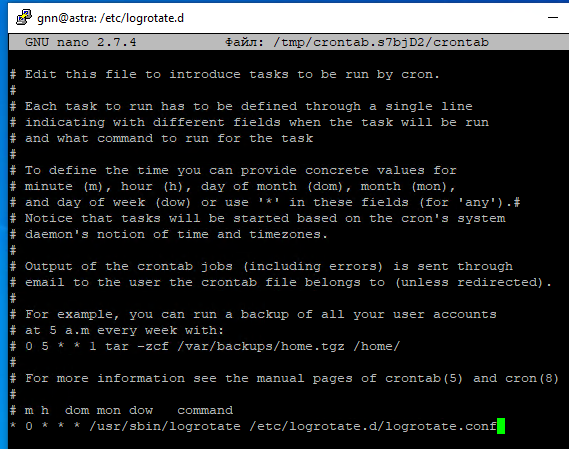 gnn@astra: /etc/logrotate.d
GNU nano 2.7.4 Файл: /tmp/crontab.s7bjD2/crontab
# Edit this file to introduce tasks to be run by cron.
#
# Each task to run has to be defined through a single line
# indicating with different fields when the task will be run
# and what command to run for the task
#
# To define the time you can provide concrete values for
# minute (m), hour (h), day of month (dom), month (mon),
# and day of week (dow) or use '*' in these fields (for 'any').#
# Notice that tasks will be started based on the cron's system
# daemon's notion of time and timezones.
#
# Output of the crontab jobs (including errors) is sent through
# email to the user the crontab file belongs to (unless redirected).
#
# For example, you can run a backup of all your user accounts
# at 5 a.m every week with:
# 0 5 * * 1 tar -zcf /var/backups/home.tgz /home/
#
# For more information see the manual pages of crontab(5) and cron(8)
#
# m h  dom mon dow   command
* 0 * * * /usr/sbin/logrotate /etc/logrotate.d/logrotate.conf